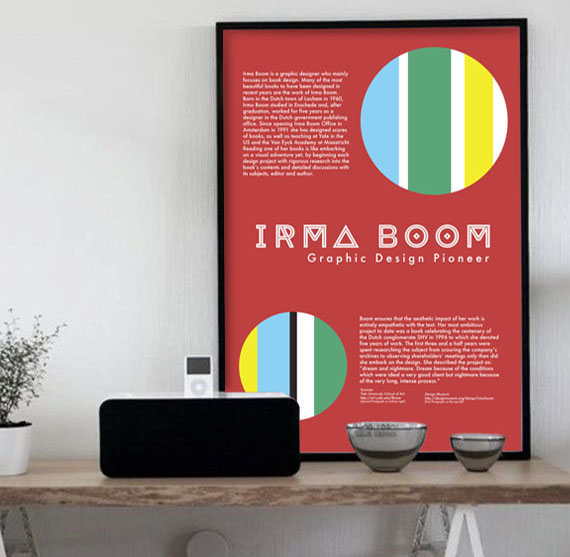 Irma Boom is a graphic designer who mainly
focuses on book design. Many of the most
beautiful books to have been designed in
recent years are the work of Irma Boom.
Born in the Dutch town of Lochem in 1960,
Irma Boom studied in Enschede and, after
graduation, worked for five years as a
designer in the Dutch government publishing
office. Since opening Irma Boom Office in
Amsterdam in 1991 she has designed scores
of books, as well as teaching at Yale in the
US and the Van Eyck Academy at Maastricht
Reading one of her books is like embarking
on a visual adventure yet, by beginning each
design project with rigorous research into the
book's contents and detailed discussions with
its subjects, editor and author.
IRMA BOOM
Graphic Design Pioneer
Boom ensures that the aesthetic impact of her work is
entirely empathetic with the text. Her most ambitious
project to date was a book celebrating the centenary of
the Dutch conglomerate SHV in 1996 to which she devoted
five years of work. The first three and a half years were
spent researching the subject from scouring the company's
archives to observing shareholders' meetings only then did
she embark on the design. She described the project as
"dream and nightmare. Dream because of the conditions
which were ideal a very good client but nightmare because
of the very long, intense process."
Yale University School of Art
Design Museum